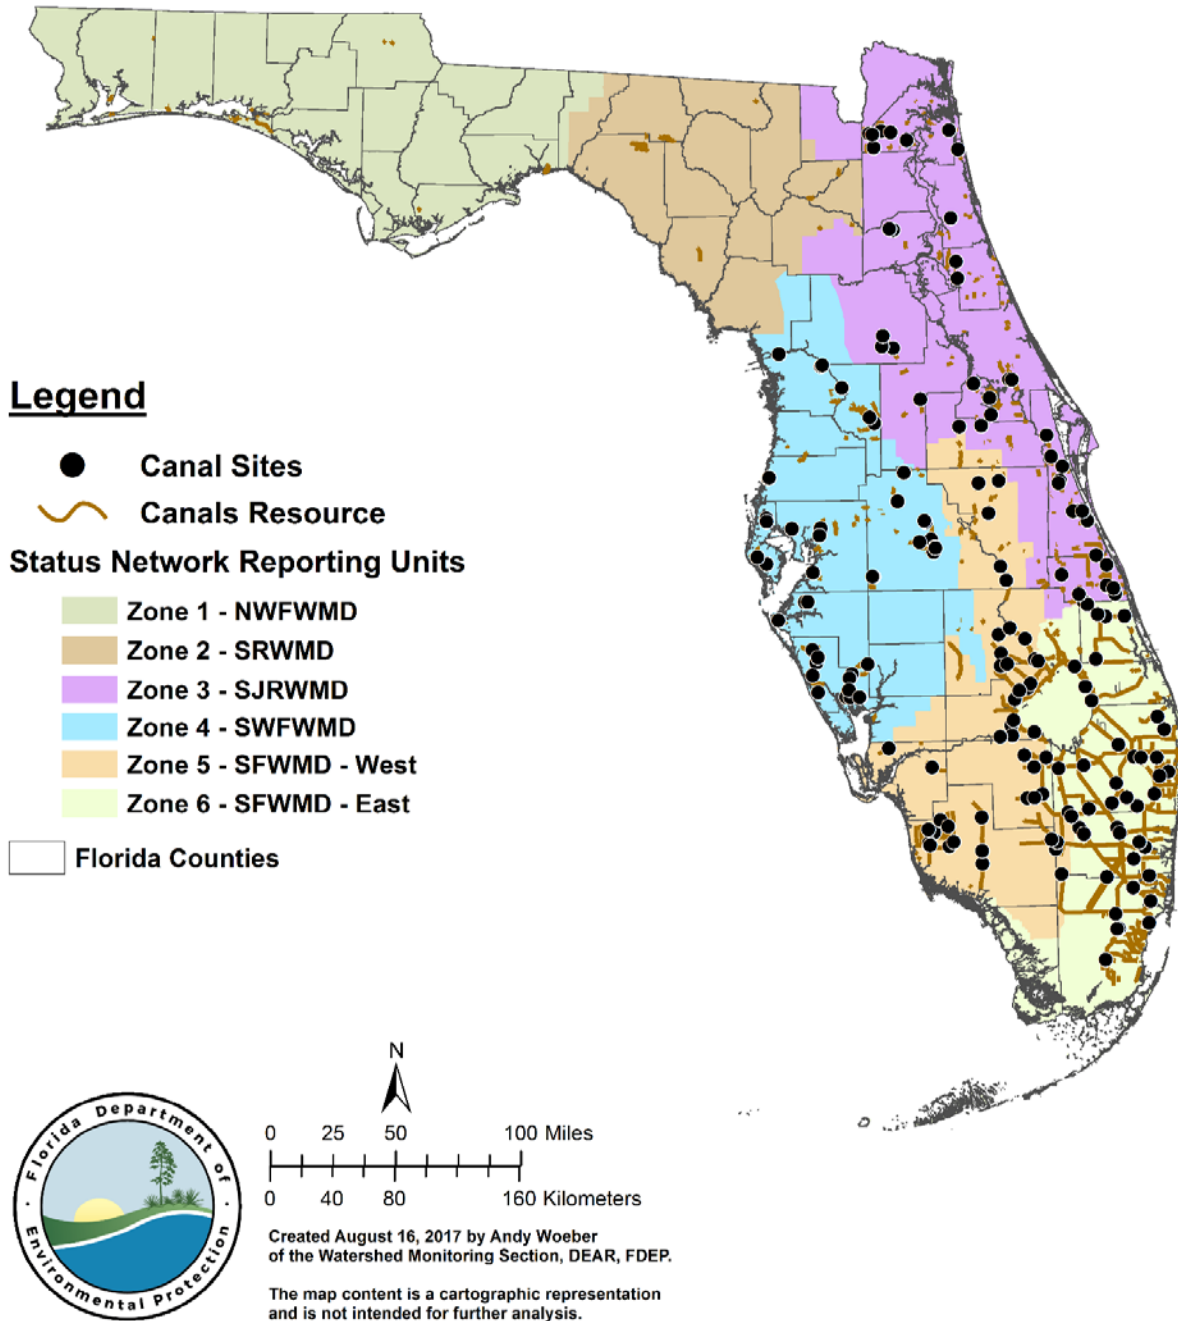 Legend
Canal Sites
Canals Resource
Status Network Reporting Units
Zone 1 - NWFWMD
Zone 2 - SRWMD
Zone 3 - SJRWMD
Zone 4 - SWFWMD
Zone 5 - SFWMD - West
Zone 6 - SFWMD - East
Florida Counties
N
0 25 50 100 Miles
0 40 80 160 Kilometers
Florida Department of
Environmental Protection
Created August 16, 2017 by Andy Woeber
of the Watershed Monitoring Section, DEAR, FDEP.
The map content is a cartographic representation
and is not intended for further analysis.